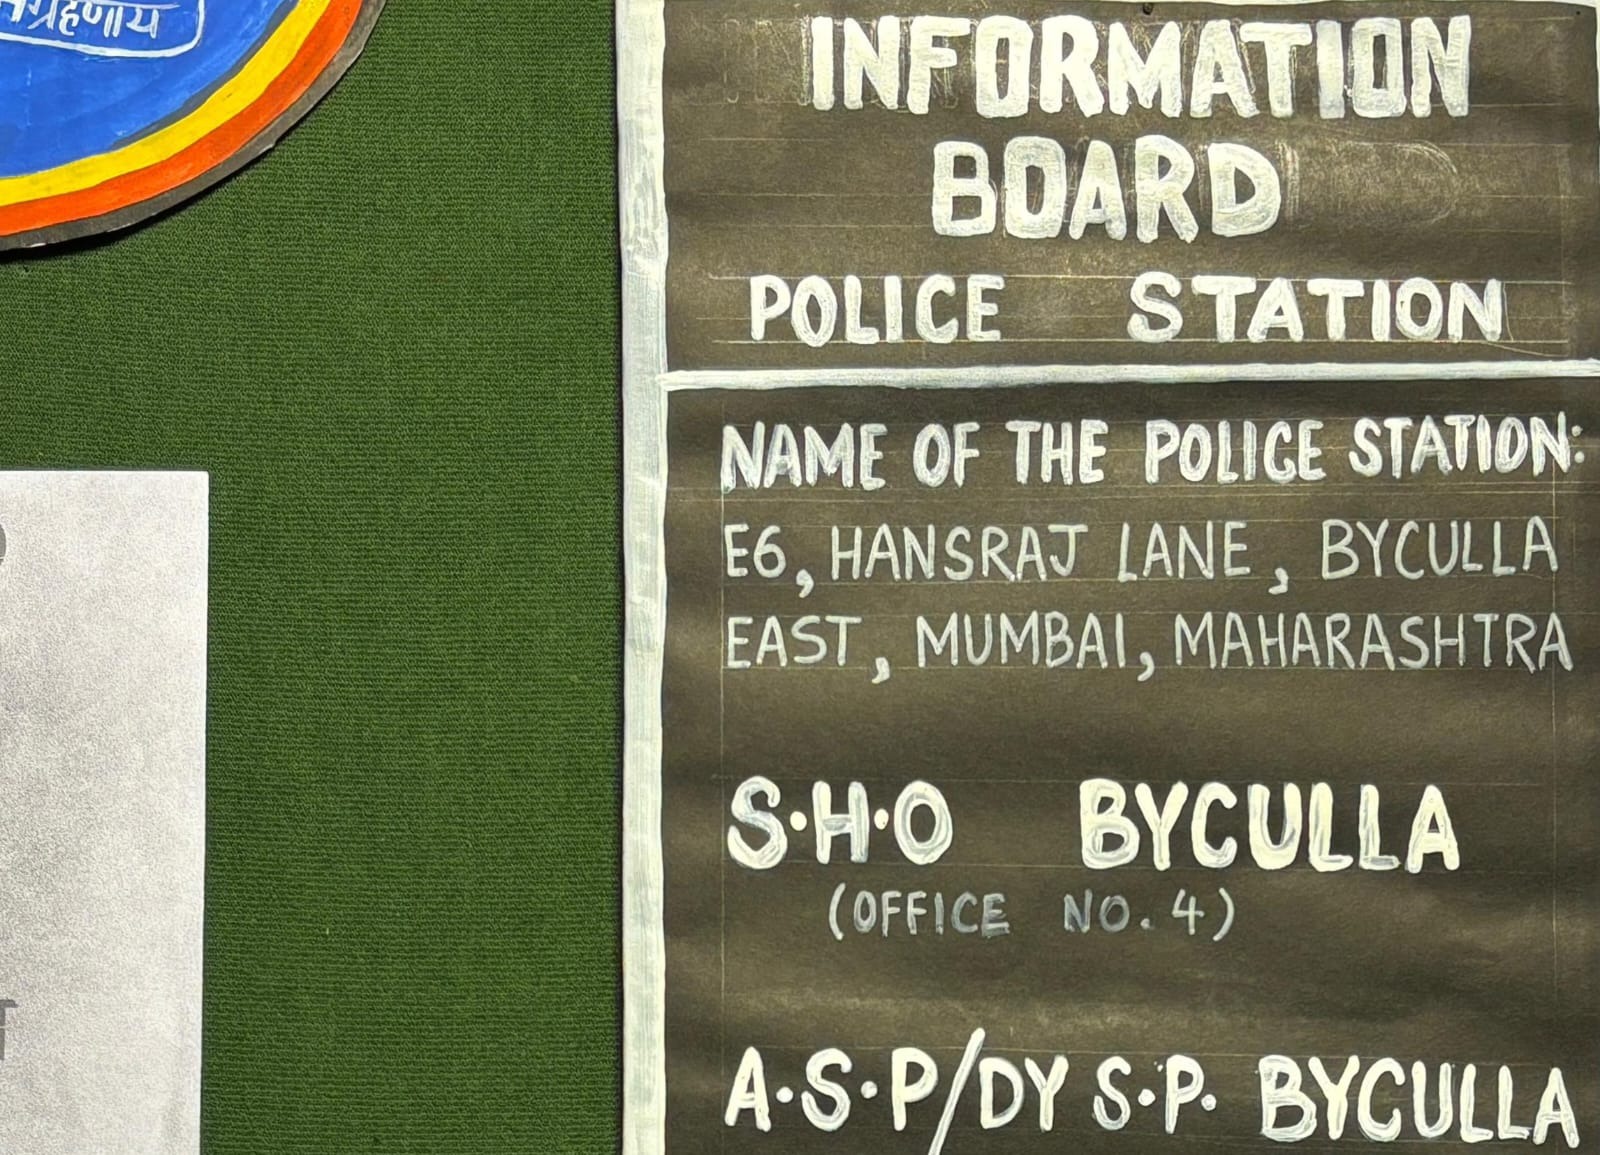 INFORMATION
BOARD
POLICE STATION
NAME OF THE POLICE STATION:
E6, HANSRAJ LANE, BYCULLA
EAST, MUMBAI, MAHARASHTRA
S·H·O BYCULLA
(OFFICE NO. 4)
A·S·P/DY S·P. BYCULLA